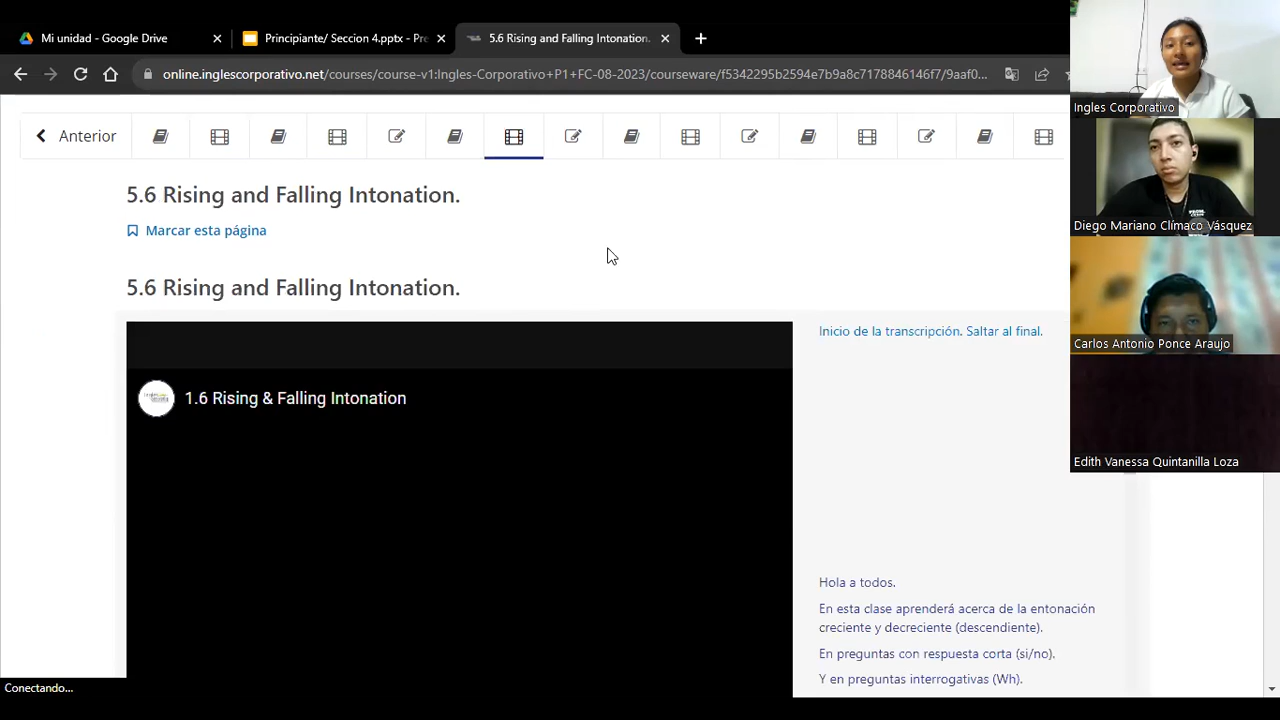 Mi unidad - Google Drive
Principiante/ Seccion 4.pptx - Pre
5.6 Rising and Falling Intonation.
online.inglescorporativo.net/courses/course-v1:Ingles-Corporativo+P1+FC-08-2023/courseware/f5342295b2594e7b9a8c7178846146f7/9aaf0...
Anterior
5.6 Rising and Falling Intonation.
Marcar esta página
5.6 Rising and Falling Intonation.
1.6 Rising & Falling Intonation
Inicio de la transcripción. Saltar al final.
Hola a todos.
En esta clase aprenderá acerca de la entonación
creciente y decreciente (descendiente).
En preguntas con respuesta corta (si/no).
Y en preguntas interrogativas (Wh).
Conectando...
Ingles Corporativo
Diego Mariano Clímaco Vásquez
Carlos Antonio Ponce Araujo
Edith Vanessa Quintanilla Loza